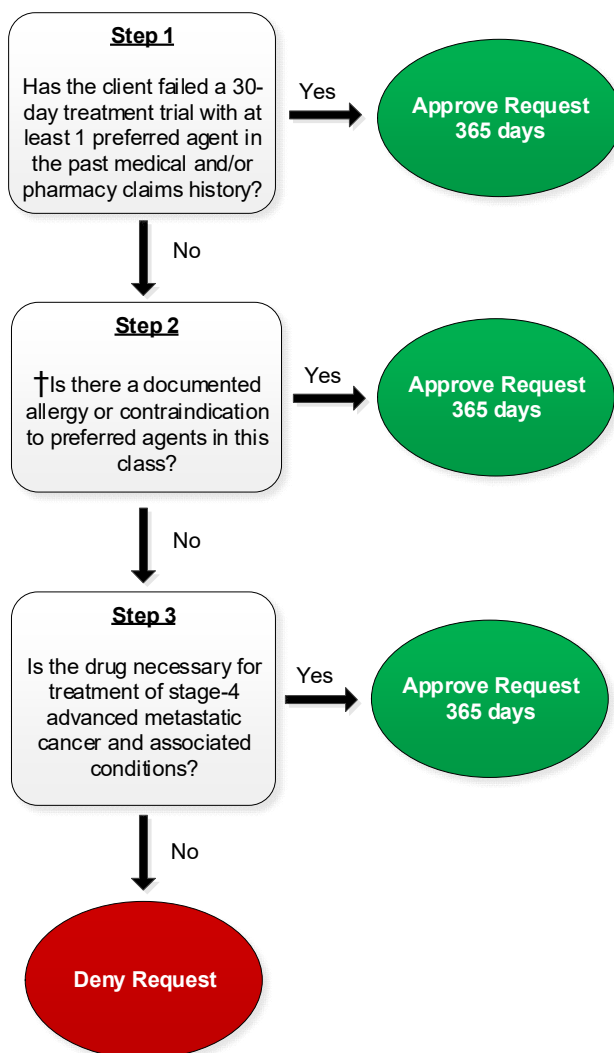 Step 1
Has the client failed a 30-
day treatment trial with at
least 1 preferred agent in
the past medical and/or
pharmacy claims history?
Yes
Approve Request
365 days
No
Step 2
†Is there a documented
allergy or contraindication
to preferred agents in this
class?
Yes
Approve Request
365 days
No
Step 3
Is the drug necessary for
treatment of stage-4
advanced metastatic
cancer and associated
conditions?
Yes
Approve Request
365 days
No
Deny Request